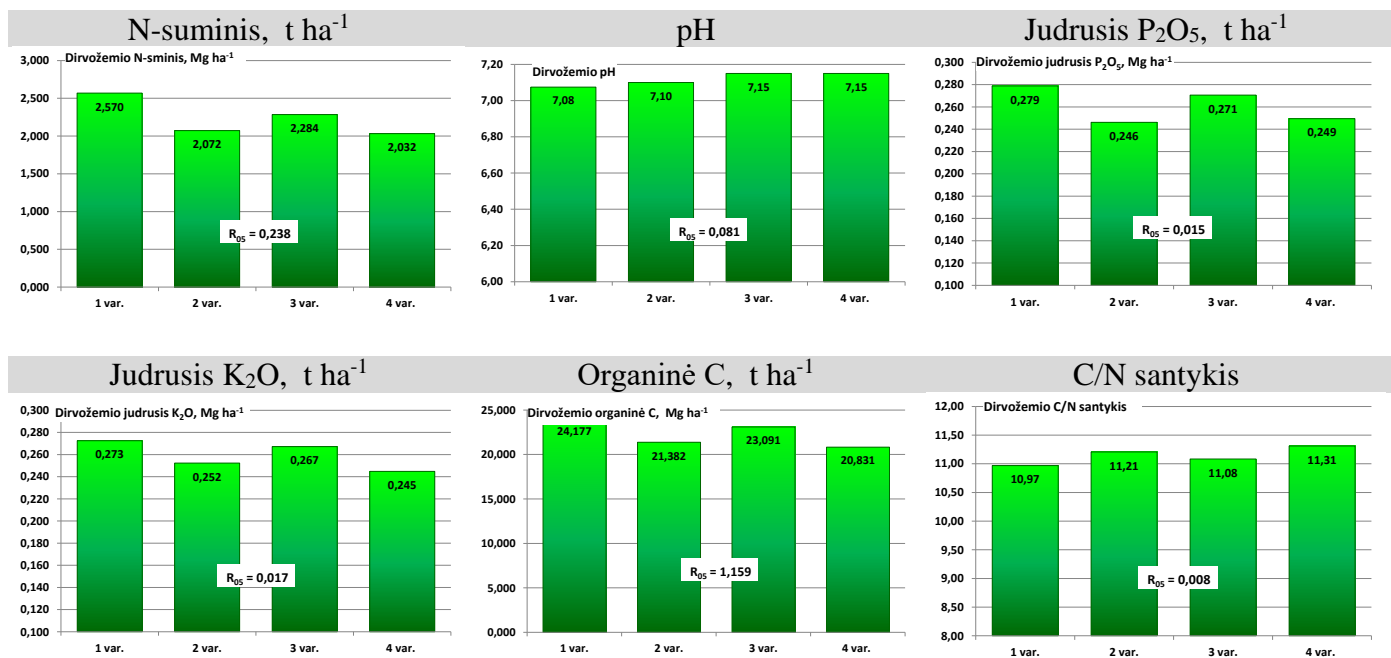 N-suminis, t ha⁻¹
pH
Judrusis P₂O₅, t ha⁻¹
Dirvožemio N-sminis, Mg ha⁻¹
3,000
2,500
2,000
1,500
1,000
0,500
0,000
2,570
2,072
2,284
2,032
R₀₅ = 0,238
1 var.
2 var.
3 var.
4 var.
Dirvožemio pH
7,20
7,00
6,80
6,60
6,40
6,20
6,00
7,08
7,10
7,15
7,15
R₀₅ = 0,081
1 var.
2 var.
3 var.
4 var.
Dirvožemio judrusis P₂O₅, Mg ha⁻¹
0,300
0,280
0,260
0,240
0,220
0,200
0,180
0,160
0,140
0,120
0,100
0,279
0,246
0,271
0,249
R₀₅ = 0,015
1 var.
2 var.
3 var.
4 var.
Judrusis K₂O, t ha⁻¹
Organinė C, t ha⁻¹
C/N santykis
Dirvožemio judrusis K₂O, Mg ha⁻¹
0,300
0,280
0,260
0,240
0,220
0,200
0,180
0,160
0,140
0,120
0,100
0,273
0,252
0,267
0,245
R₀₅ = 0,017
1 var.
2 var.
3 var.
4 var.
Dirvožemio organinė C, Mg ha⁻¹
25,000
20,000
15,000
10,000
5,000
0,000
24,177
21,382
23,091
20,831
R₀₅ = 1,159
1 var.
2 var.
3 var.
4 var.
Dirvožemio C/N santykis
12,00
11,50
11,00
10,50
10,00
9,50
9,00
8,50
8,00
10,97
11,21
11,08
11,31
R₀₅ = 0,008
1 var.
2 var.
3 var.
4 var.